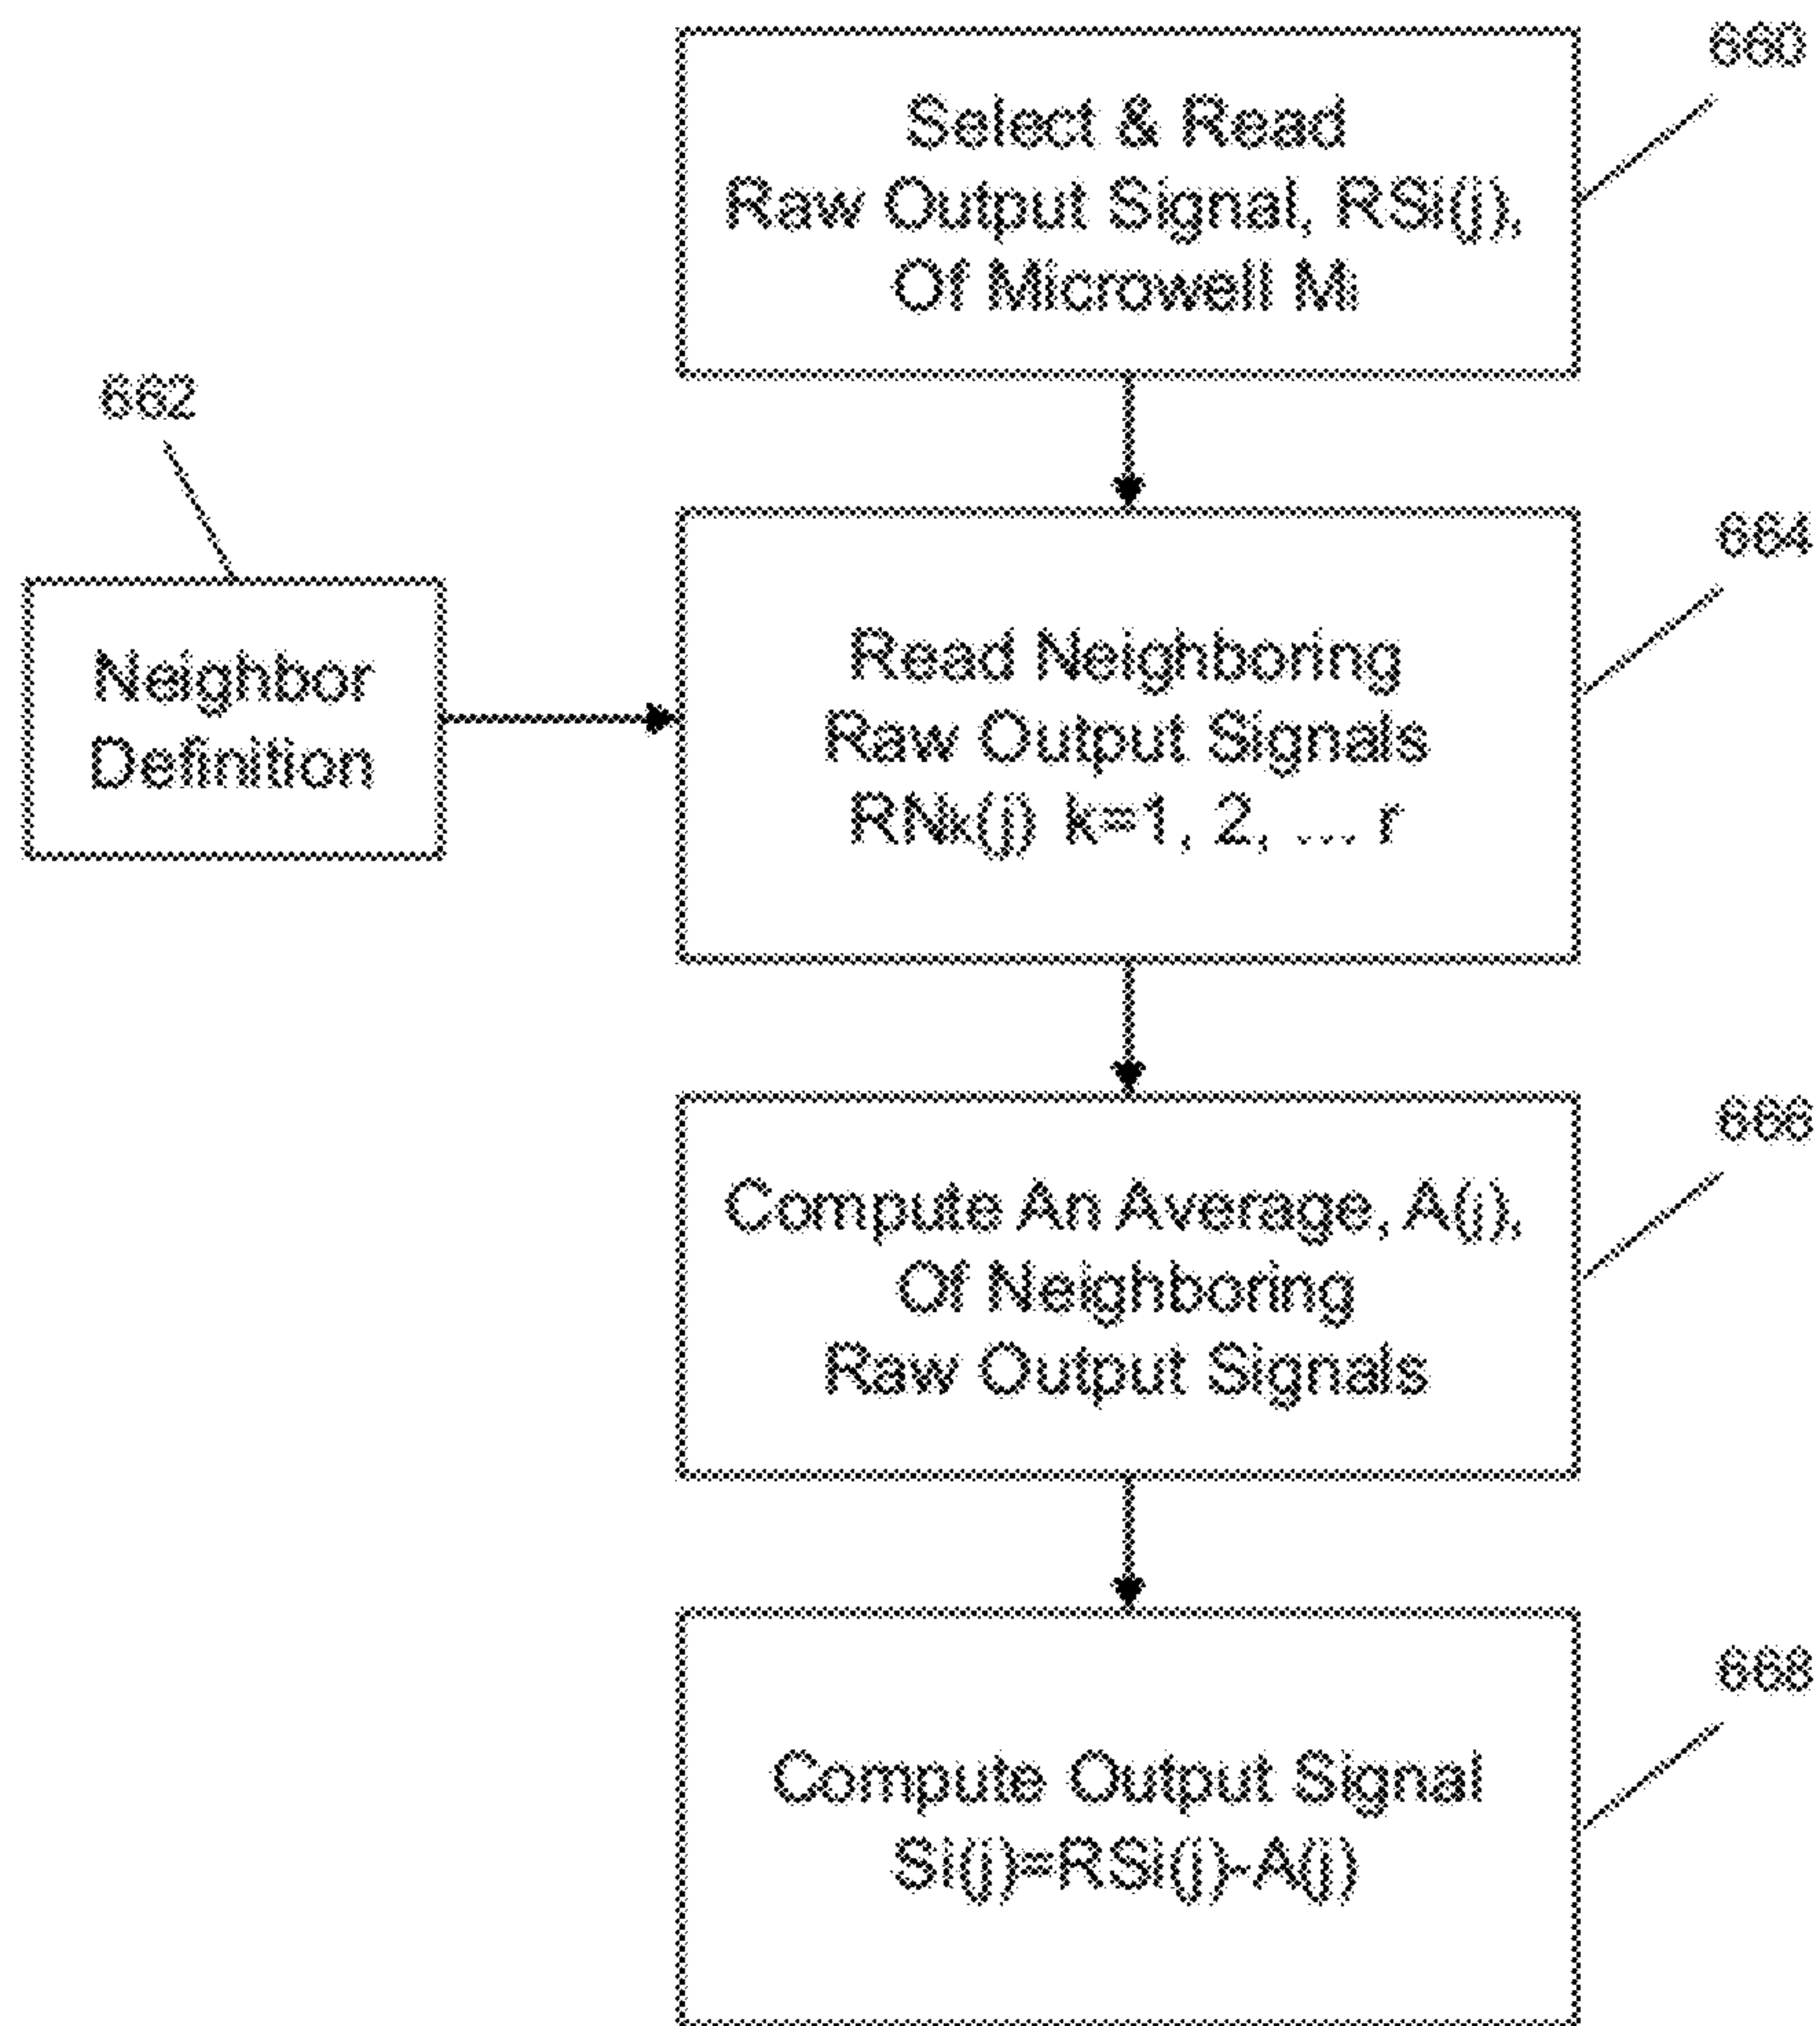 660
Select & Read
Raw Output Signal, RSi(j),
Of Microwell Mi
662
Neighbor
Definition
664
Read Neighboring
Raw Output Signals
RNk(j) k=1, 2, ... r
666
Compute An Average, A(j),
Of Neighboring
Raw Output Signals
668
Compute Output Signal
Si(j)=RSi(j)-A(j)